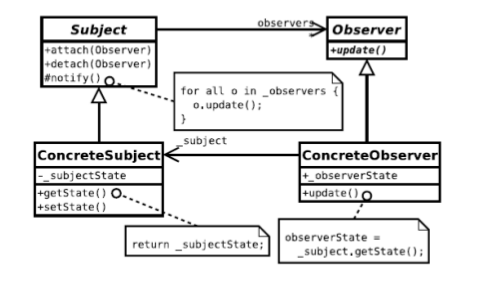 Subject
observers
Observer
+attach(Observer)
+detach(Observer)
#notify()
+update()
for all o in _observers {
o.update();
}
_subject
ConcreteSubject
-_subjectState
+getState()
+setState()
ConcreteObserver
+_observerState
+update()
return _subjectState;
observerState =
_subject.getState();